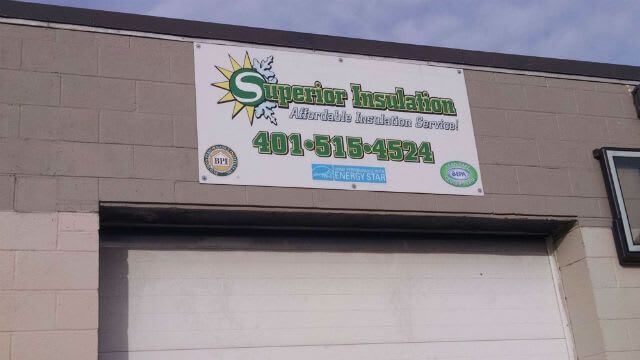 Superior Insulation
Affordable Insulation Service!
401•515•4524
BPI
ENERGY STAR